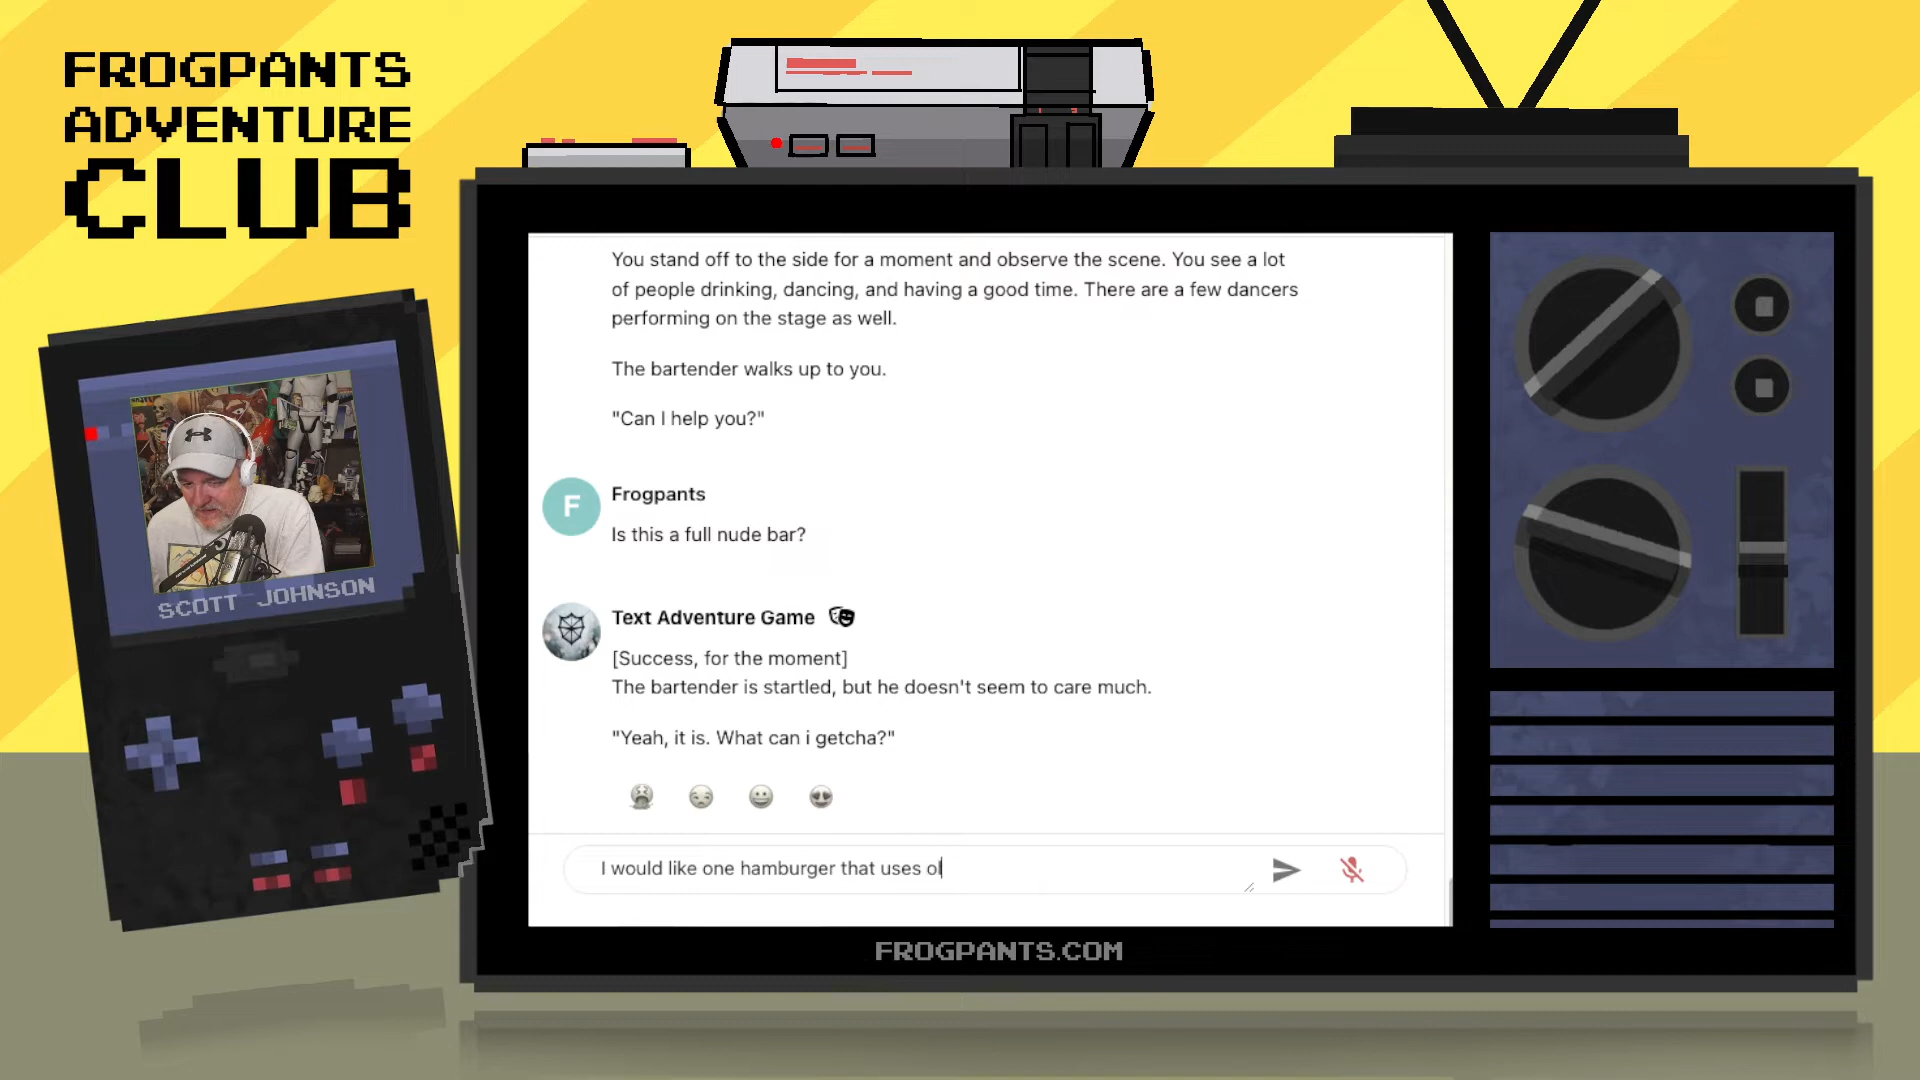 FROGPANTS
ADVENTURE
CLUB
SCOTT JOHNSON
You stand off to the side for a moment and observe the scene. You see a lot
of people drinking, dancing, and having a good time. There are a few dancers
performing on the stage as well.
The bartender walks up to you.
"Can I help you?"
F
Frogpants
Is this a full nude bar?
Text Adventure Game
[Success, for the moment]
The bartender is startled, but he doesn't seem to care much.
"Yeah, it is. What can i getcha?"
I would like one hamburger that uses ol
FROGPANTS.COM